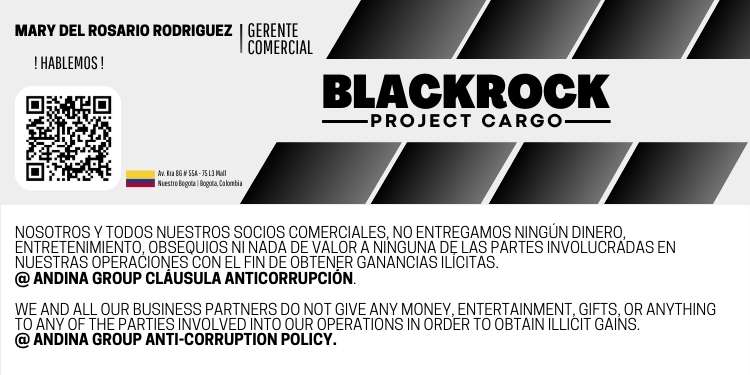 MARY DEL ROSARIO RODRIGUEZ
GERENTE
COMERCIAL
! HABLEMOS !
BLACKROCK
PROJECT CARGO
Av. Kra 86 # 55A - 75 L3 Mall
Nuestro Bogota | Bogota, Colombia
NOSOTROS Y TODOS NUESTROS SOCIOS COMERCIALES, NO ENTREGAMOS NINGÚN DINERO,
ENTRETENIMIENTO, OBSEQUIOS NI NADA DE VALOR A NINGUNA DE LAS PARTES INVOLUCRADAS EN
NUESTRAS OPERACIONES CON EL FIN DE OBTENER GANANCIAS ILÍCITAS.
@ ANDINA GROUP CLÁUSULA ANTICORRUPCIÓN.
WE AND ALL OUR BUSINESS PARTNERS DO NOT GIVE ANY MONEY, ENTERTAINMENT, GIFTS, OR ANYTHING
TO ANY OF THE PARTIES INVOLVED INTO OUR OPERATIONS IN ORDER TO OBTAIN ILLICIT GAINS.
@ ANDINA GROUP ANTI-CORRUPTION POLICY.